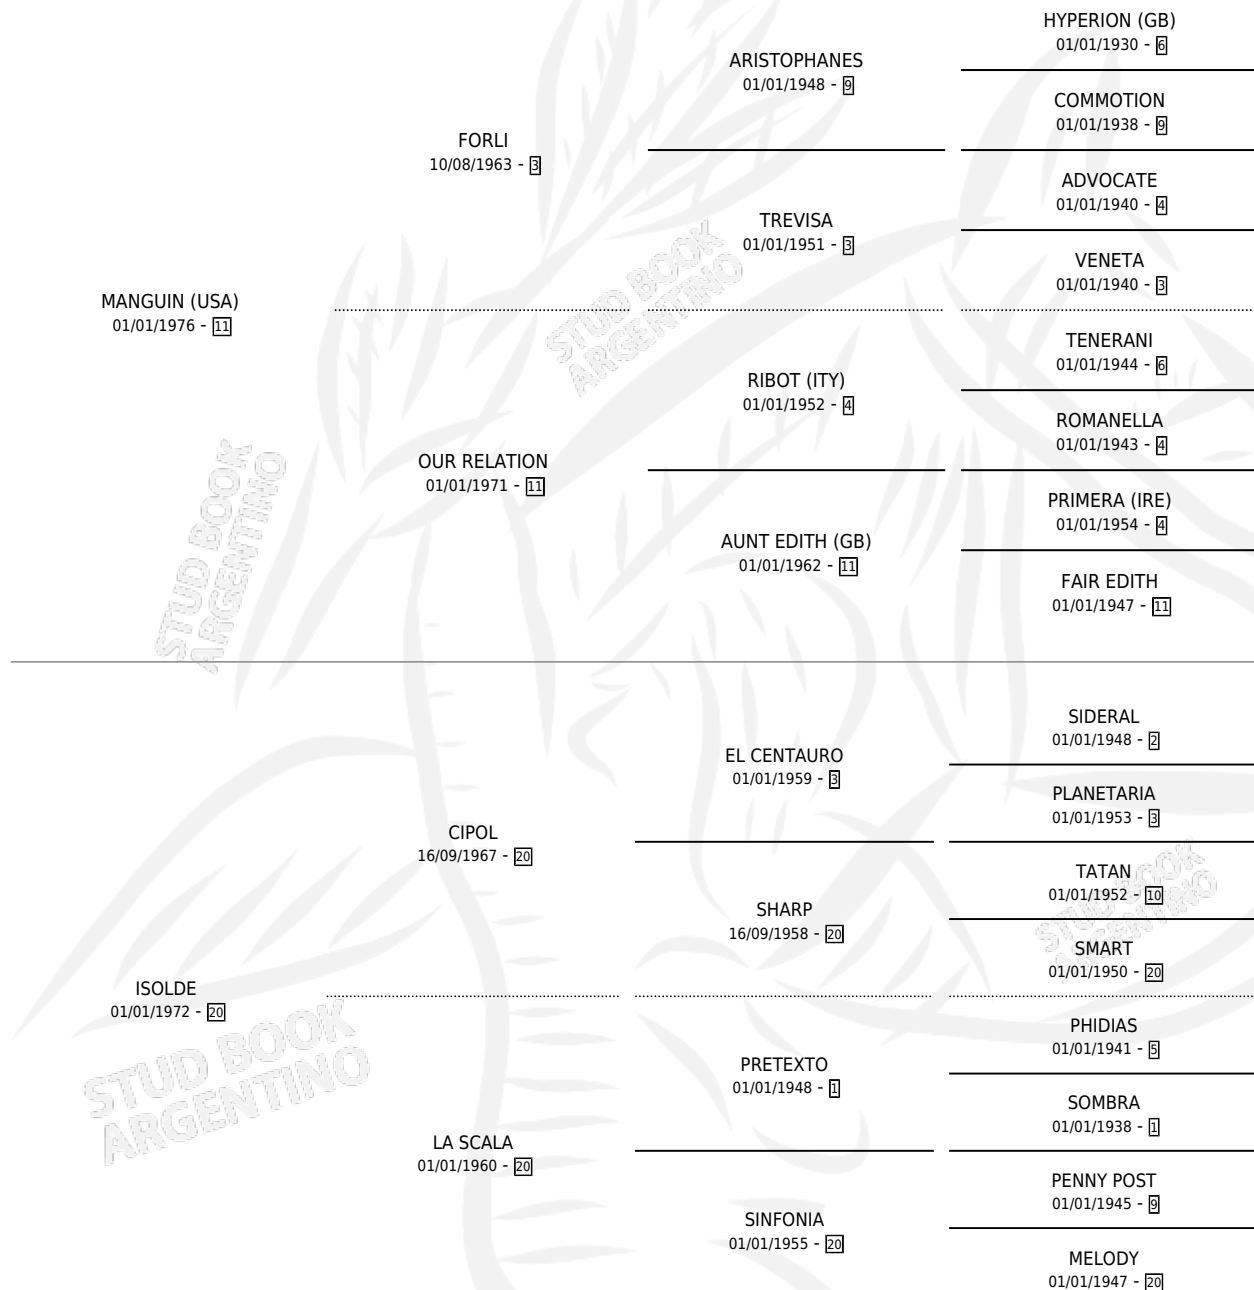 HYPERION (GB)
01/01/1930 - 6
ARISTOPHANES
01/01/1948 - 9
COMMOTION
01/01/1938 - 9
FORLI
10/08/1963 - 3
ADVOCATE
01/01/1940 - 4
TREVISA
01/01/1951 - 3
VENETA
01/01/1940 - 3
MANGUIN (USA)
01/01/1976 - 11
TENERANI
01/01/1944 - 6
RIBOT (ITY)
01/01/1952 - 4
ROMANELLA
01/01/1943 - 4
OUR RELATION
01/01/1971 - 11
PRIMERA (IRE)
01/01/1954 - 4
AUNT EDITH (GB)
01/01/1962 - 11
FAIR EDITH
01/01/1947 - 11
SIDERAL
01/01/1948 - 2
EL CENTAURO
01/01/1959 - 3
PLANETARIA
01/01/1953 - 3
CIPOL
16/09/1967 - 20
TATAN
01/01/1952 - 10
SHARP
16/09/1958 - 20
SMART
01/01/1950 - 20
ISOLDE
01/01/1972 - 20
PHIDIAS
01/01/1941 - 5
PRETEXTO
01/01/1948 - 1
SOMBRA
01/01/1938 - 1
LA SCALA
01/01/1960 - 20
PENNY POST
01/01/1945 - 9
SINFONIA
01/01/1955 - 20
MELODY
01/01/1947 - 20
STUD BOOK
ARGENTINO
STUD BOOK
ARGENTINO
STUD BOOK
ARGENTINO
STUD BOOK
ARGENTINO